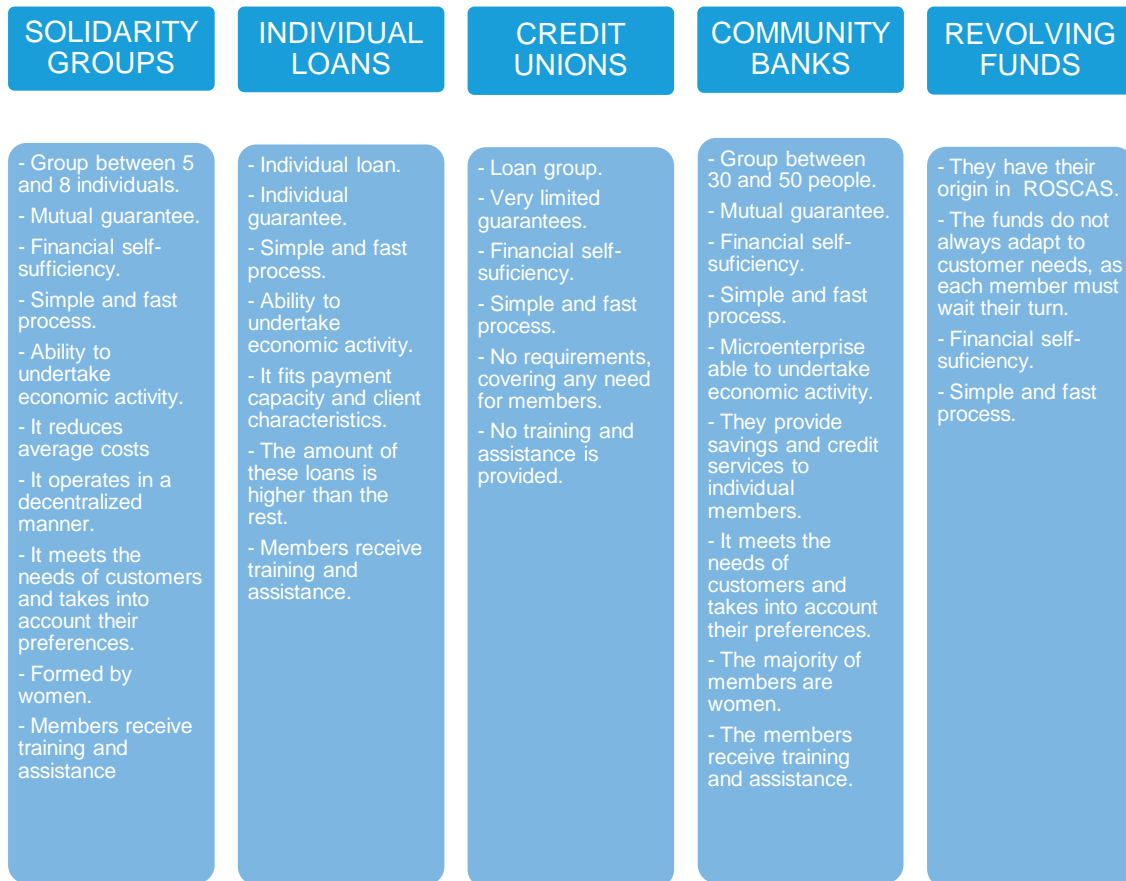 SOLIDARITY
GROUPS
- Group between 5
and 8 individuals.
- Mutual guarantee.
- Financial self-
sufficiency.
- Simple and fast
process.
- Ability to
undertake
economic activity.
- It reduces
average costs
- It operates in a
decentralized
manner.
- It meets the
needs of customers
and takes into
account their
preferences.
- Formed by
women.
- Members receive
training and
assistance
INDIVIDUAL
LOANS
- Individual loan.
- Individual
guarantee.
- Simple and fast
process.
- Ability to
undertake
economic activity.
- It fits payment
capacity and client
characteristics.
- The amount of
these loans is
higher than the
rest.
- Members receive
training and
assistance.
CREDIT
UNIONS
- Loan group.
- Very limited
guarantees.
- Financial self-
suficiency.
- Simple and fast
process.
- No requirements,
covering any need
for members.
- No training and
assistance is
provided.
COMMUNITY
BANKS
- Group between
30 and 50 people.
- Mutual guarantee.
- Financial self-
suficiency.
- Simple and fast
process.
- Microenterprise
able to undertake
economic activity.
- They provide
savings and credit
services to
individual
members.
- It meets the
needs of
customers and
takes into account
their preferences.
- The majority of
members are
women.
- The members
receive training
and assistance.
REVOLVING
FUNDS
- They have their
origin in ROSCAS.
- The funds do not
always adapt to
customer needs, as
each member must
wait their turn.
- Financial self-
suficiency.
- Simple and fast
process.